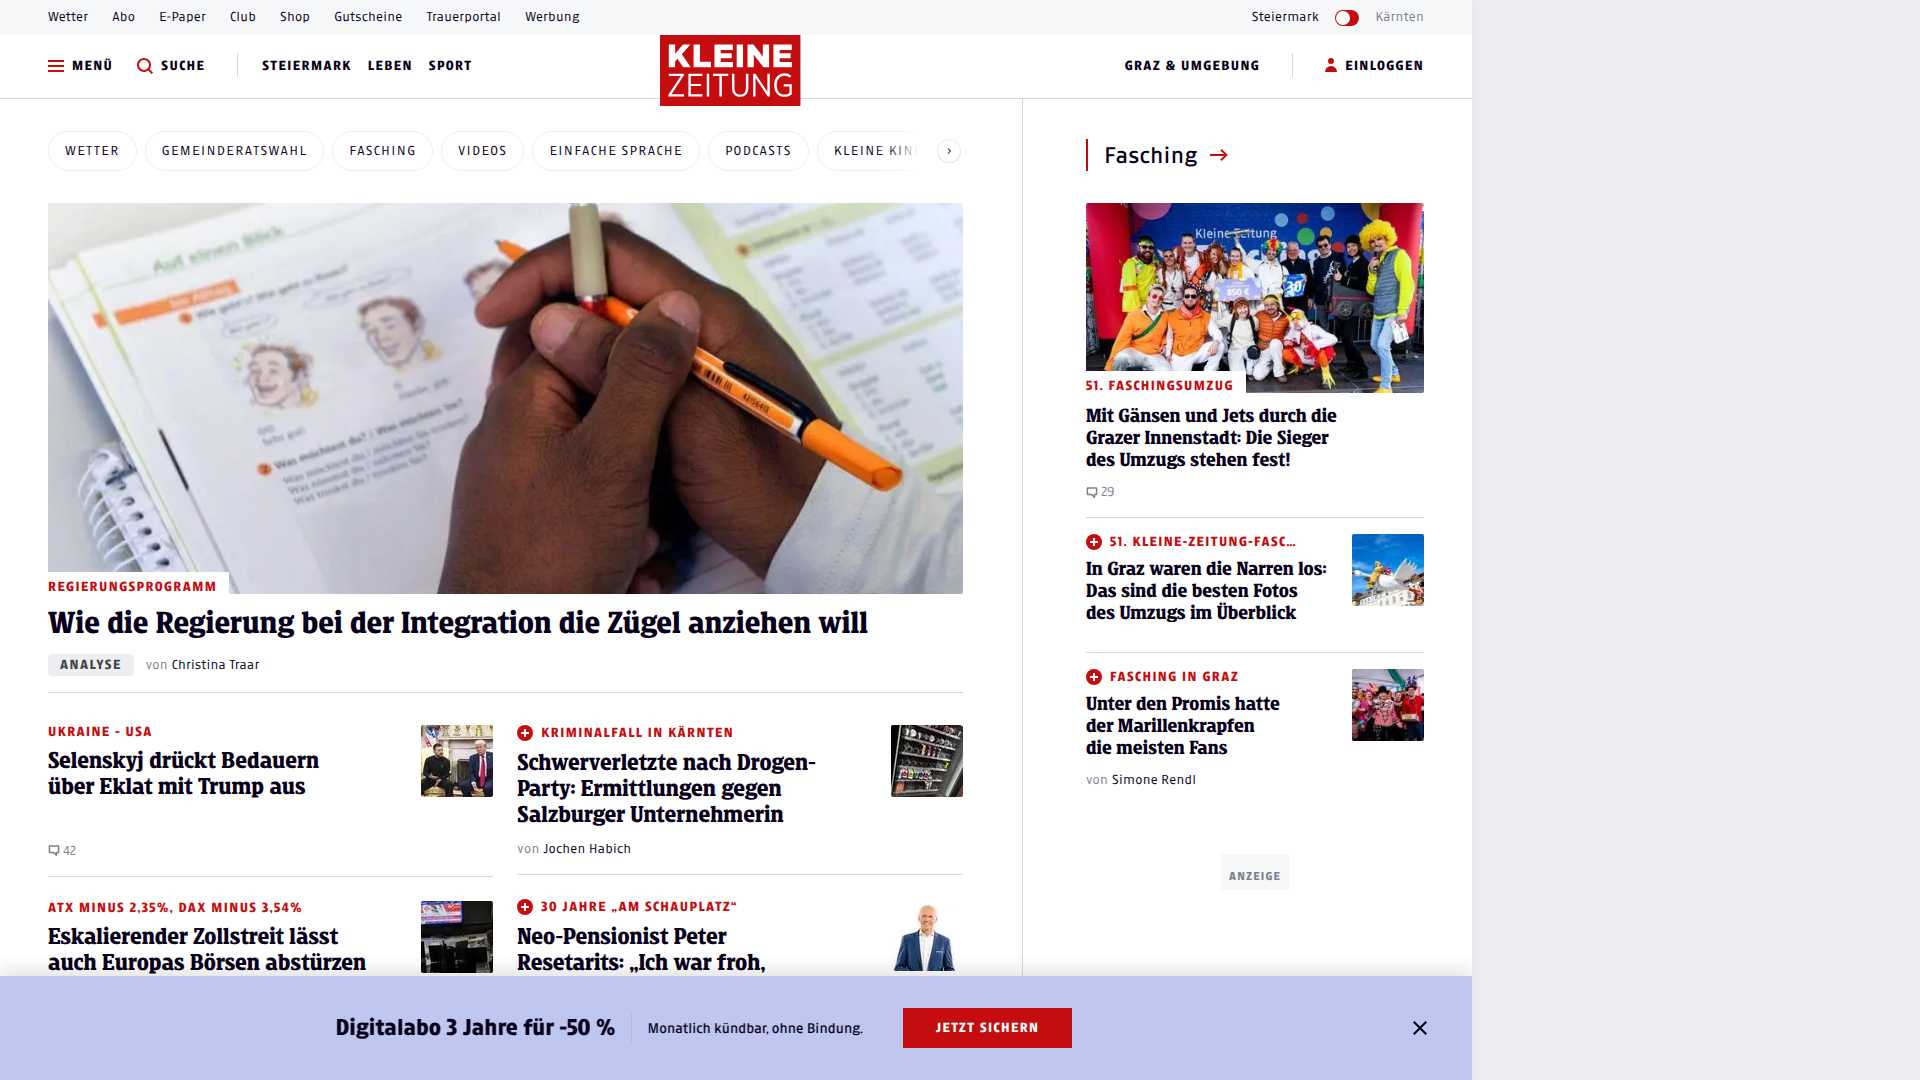 Wetter Abo E-Paper Club Shop Gutscheine Trauerportal Werbung Steiermark Kärnten
MENÜ SUCHE STEIERMARK LEBEN SPORT KLEINE ZEITUNG GRAZ & UMGEBUNG EINLOGGEN
WETTER GEMEINDERATSWAHL FASCHING VIDEOS EINFACHE SPRACHE PODCASTS KLEINE
Auf einen Blick
REGIERUNGSPROGRAMM
Wie die Regierung bei der Integration die Zügel anziehen will
ANALYSE von Christina Traar
UKRAINE - USA
Selenskyj drückt Bedauern
über Eklat mit Trump aus
42
KRIMINALFALL IN KÄRNTEN
Schwerverletzte nach Drogen-
Party: Ermittlungen gegen
Salzburger Unternehmerin
von Jochen Habich
ATX MINUS 2,35%, DAX MINUS 3,54%
Eskalierender Zollstreit lässt
auch Europas Börsen abstürzen
30 JAHRE „AM SCHAUPLATZ“
Neo-Pensionist Peter
Resetarits: „Ich war froh,
Fasching
Kleine Zeitung
850 €
30
51. FASCHINGSUMZUG
Mit Gänsen und Jets durch die
Grazer Innenstadt: Die Sieger
des Umzugs stehen fest!
29
51. KLEINE-ZEITUNG-FASC...
In Graz waren die Narren los:
Das sind die besten Fotos
des Umzugs im Überblick
FASCHING IN GRAZ
Unter den Promis hatte
der Marillenkrapfen
die meisten Fans
von Simone Rendl
ANZEIGE
Digitalabo 3 Jahre für -50 % Monatlich kündbar, ohne Bindung. JETZT SICHERN